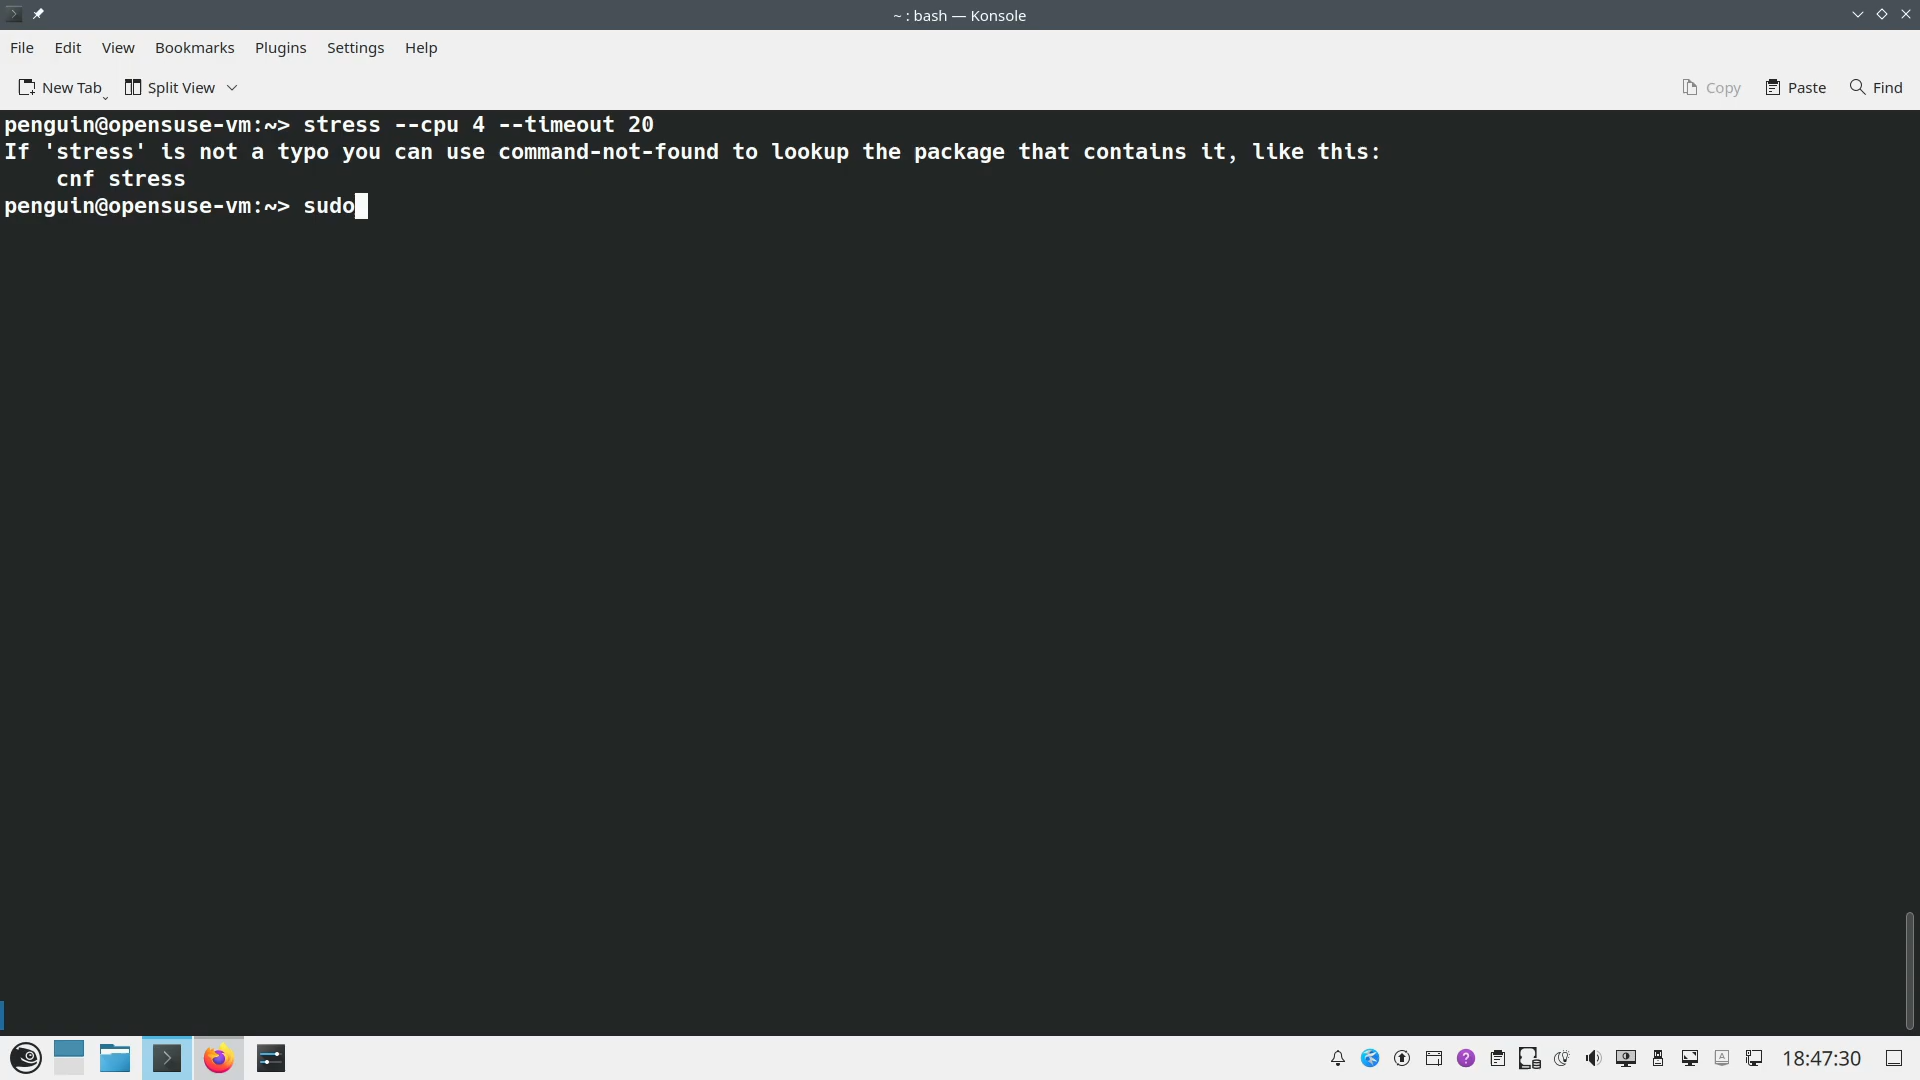 ~ : bash — Konsole
File Edit View Bookmarks Plugins Settings Help
New Tab Split View Copy Paste Find
penguin@opensuse-vm:~> stress --cpu 4 --timeout 20
If 'stress' is not a typo you can use command-not-found to lookup the package that contains it, like this:
    cnf stress
penguin@opensuse-vm:~> sudo
18:47:30